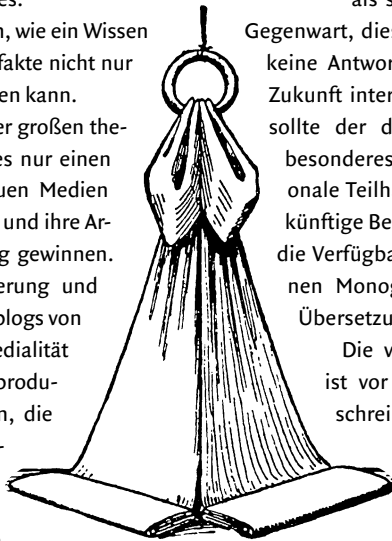 es.
n, wie ein Wissen
fakte nicht nur
en kann.
er großen the-
es nur einen
uen Medien
und ihre Ar-
g gewinnen.
erung und
blogs von
edialität
produ-
n, die
-
als s
Gegenwart, dies
keine Antwor
Zukunft inter
sollte der d
besonderes
onale Teilh
künftige Be
die Verfügba
nen Monog
Übersetzu
Die v
ist vor
schrei